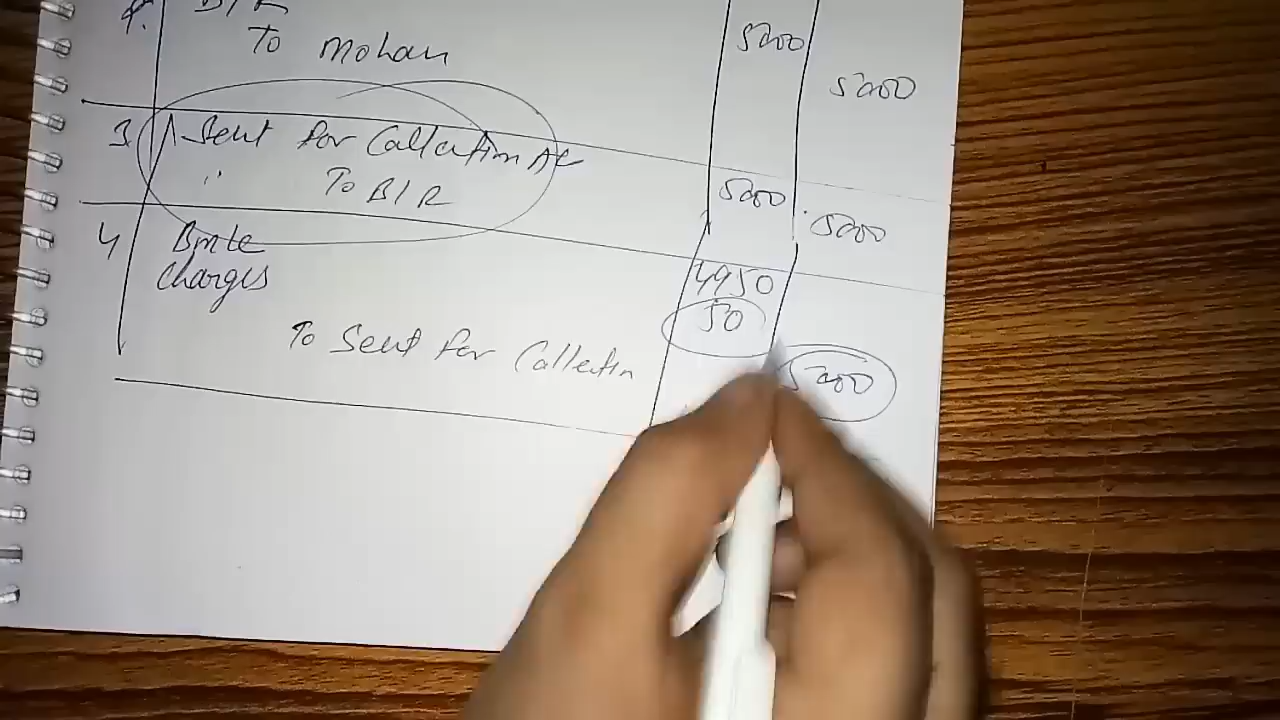 B/R
To Mohan 5000
5000
3 Sent for Collection A/c
To B/R 5000
5000
4 4950
charges 50
To Sent for Collection 5000